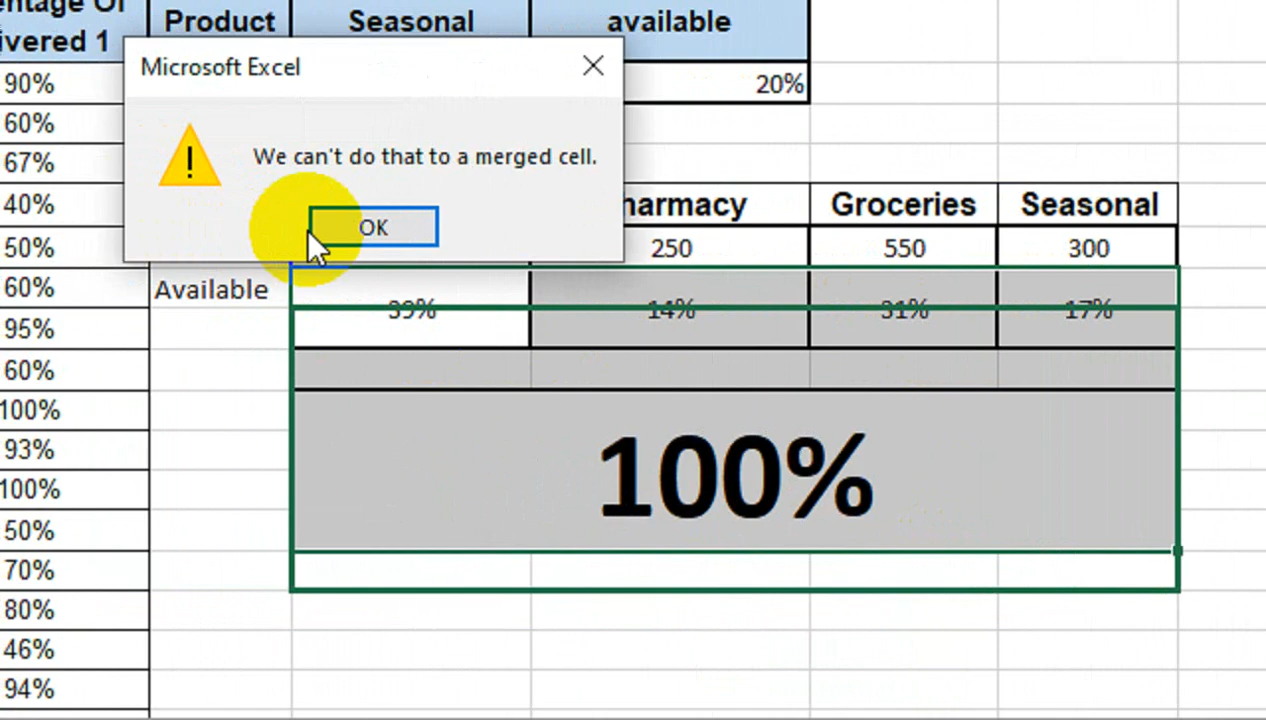 Product Seasonal available
ivered 1
Microsoft Excel
90% 20%
60%
We can't do that to a merged cell.
67%
40% harmacy Groceries Seasonal
OK
50% 250 550 300
60% Available
39% 14% 31% 17%
95%
60%
100%
93% 100%
100%
50%
70%
80%
46%
94%